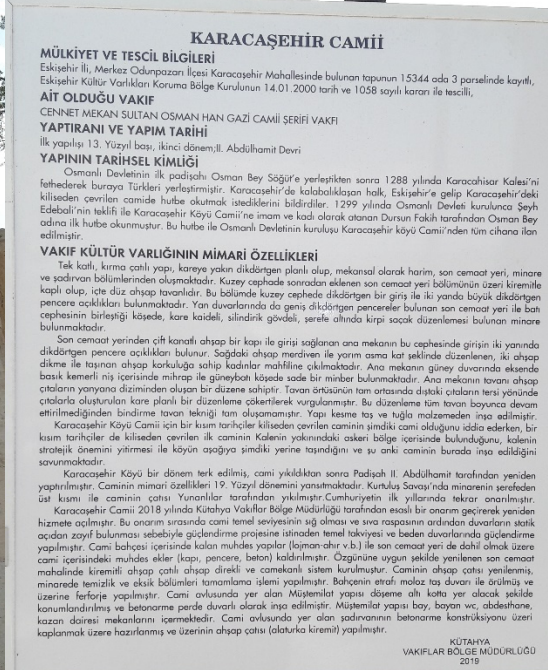 KARACAŞEHİR CAMİİ
MÜLKİYET VE TESCİL BİLGİLERİ
Eskişehir İli, Merkez Odunpazarı İlçesi Karacaşehir Mahallesinde bulunan tapunun 15344 ada 3 parselinde kayıtlı,
Eskişehir Kültür Varlıkları Koruma Bölge Kurulunun 14.01.2000 tarih ve 1058 sayılı kararı ile tescilli,
AİT OLDUĞU VAKIF
CENNET MEKAN SULTAN OSMAN HAN GAZİ CAMİİ ŞERİFİ VAKFI
YAPTIRANI VE YAPIM TARİHİ
İlk yapılışı 13. Yüzyıl başı, ikinci dönem;II. Abdülhamit Devri
YAPININ TARİHSEL KİMLİĞİ
Osmanlı Devletinin ilk padişahı Osman Bey Söğüt'e yerleştikten sonra 1288 yılında Karacahisar Kalesi'ni
fethederek buraya Türkleri yerleştirmiştir. Karacaşehir'de kalabalıklaşan halk, Eskişehir'e gelip Karacaşehir'deki
kiliseden çevrilen camide hutbe okutmak istediklerini bildirdiler. 1299 yılında Osmanlı Devleti kurulunca Şeyh
Edebali'nin teklifi ile Karacaşehir Köyü Camii'ne imam ve kadı olarak atanan Dursun Fakih tarafından Osman Bey
adına ilk hutbe okunmuştur. Bu hutbe ile Osmanlı Devletinin kuruluşu Karacaşehir köyü Camii'nden tüm cihana ilan
edilmiştir.
VAKIF KÜLTÜR VARLIĞININ MİMARİ ÖZELLİKLERİ
Tek katlı, kırma çatılı yapı, kareye yakın dikdörtgen planlı olup, mekansal olarak harim, son cemaat yeri, minare
ve şadırvan bölümlerinden oluşmaktadır. Kuzey cephede sonradan eklenen son cemaat yeri bölümünün üzeri kiremitle
kaplı olup, içte düz ahşap tavanlıdır. Bu bölümde kuzey cephede dikdörtgen bir giriş ile iki yanda büyük dikdörtgen
pencere açıklıkları bulunmaktadır. Yan duvarlarında da geniş dikdörtgen pencereler bulunan son cemaat yeri ile batı
cephesinin birleştiği köşede, kare kaideli, silindirik gövdeli, şerefe altında kirpi saçak düzenlemesi bulunan minare
bulunmaktadır.
Son cemaat yerinden çift kanatlı ahşap bir kapı ile girişi sağlanan ana mekanın bu cephesinde girişin iki yanında
dikdörtgen pencere açıklıkları bulunur. Sağdaki ahşap merdiven ile yarım asma kat şeklinde düzenlenen, iki ahşap
dikme ile taşınan ahşap korkuluğa sahip kadınlar mahfiline çıkılmaktadır. Ana mekanın güney duvarında eksende
basık kemerli niş içerisinde mihrap ile güneybatı köşede sade bir minber bulunmaktadır. Ana mekanın tavanı ahşap
çıtaların yanyana diziminden oluşan bir düzene sahiptir. Tavan örtüsünün tam ortasında dıştaki çıtaların tersi yönünde
çıtalarla oluşturulan kare planlı bir düzenleme çökertilerek vurgulanmıştır. Bu düzenleme tüm tavan boyunca devam
ettirilmediğinden bindirme tavan tekniği tam oluşamamıştır. Yapı kesme taş ve tuğla malzemeden inşa edilmiştir.
Karacaşehir Köyü Camii için bir kısım tarihçiler kiliseden çevrilen caminin şimdiki cami olduğunu iddia ederken, bir
kısım tarihçiler de kiliseden çevrilen ilk caminin Kalenin yakınındaki askeri bölge içerisinde bulunduğunu, kalenin
stratejik önemini yitirmesi ile köyün aşağıya şimdiki yerine taşındığını ve şu anki caminin burada inşa edildiğini
savunmaktadır.
Karacaşehir Köyü bir dönem terk edilmiş, cami yıkıldıktan sonra Padişah II. Abdülhamit tarafından yeniden
yaptırılmıştır. Caminin mimari özellikleri 19. Yüzyıl dönemini yansıtmaktadır. Kurtuluş Savaşı'nda minarenin şerefeden
üst kısmı ile caminin çatısı Yunanlılar tarafından yıkılmıştır.Cumhuriyetin ilk yıllarında tekrar onarılmıştır.
Karacaşehir Camii 2018 yılında Kütahya Vakıflar Bölge Müdürlüğü tarafından esaslı bir onarım geçirerek yeniden
hizmete açılmıştır. Bu onarım sırasında cami temel seviyesinin sığ olması ve sıva raspasının ardından duvarların statik
açıdan zayıf bulunması sebebiyle güçlendirme projesine istinaden temel takviyesi ve beden duvarlarında güçlendirme
yapılmıştır. Cami bahçesi içerisinde kalan muhdes yapılar (lojman-ahır v.b.) ile son cemaat yeri de dahil olmak üzere
cami içerisindeki muhdes ekler (kapı, pencere, beton) kaldırılmıştır. Özgününe uygun şekilde yenilenen son cemaat
mahalinde kiremitli ahşap çatılı ahşap direkli ve camekanlı sistem kurulmuştur. Caminin ahşap çatısı yenilenmiş,
minarede temizlik ve eksik bölümleri tamamlama işlemi yapılmıştır. Bahçenin etrafı moloz taş duvarı ile örülmüş ve
üzerine ferforje yapılmıştır. Cami avlusunda yer alan Müştemilat yapısı döşeme altı kotta yer alacak şekilde
konumlandırılmış ve betonarme perde duvarlı olarak inşa edilmiştir. Müştemilat yapısı bay, bayan wc, abdesthane,
kazan dairesi mekanlarını içermektedir. Cami avlusunda yer alan şadırvanının betonarme konstrüksiyonu üzeri
kaplanmak üzere hazırlanmış ve üzerinin ahşap çatısı (alaturka kiremit) yapılmıştır.
KÜTAHYA
VAKIFLAR BÖLGE MÜDÜRLÜĞÜ
2019